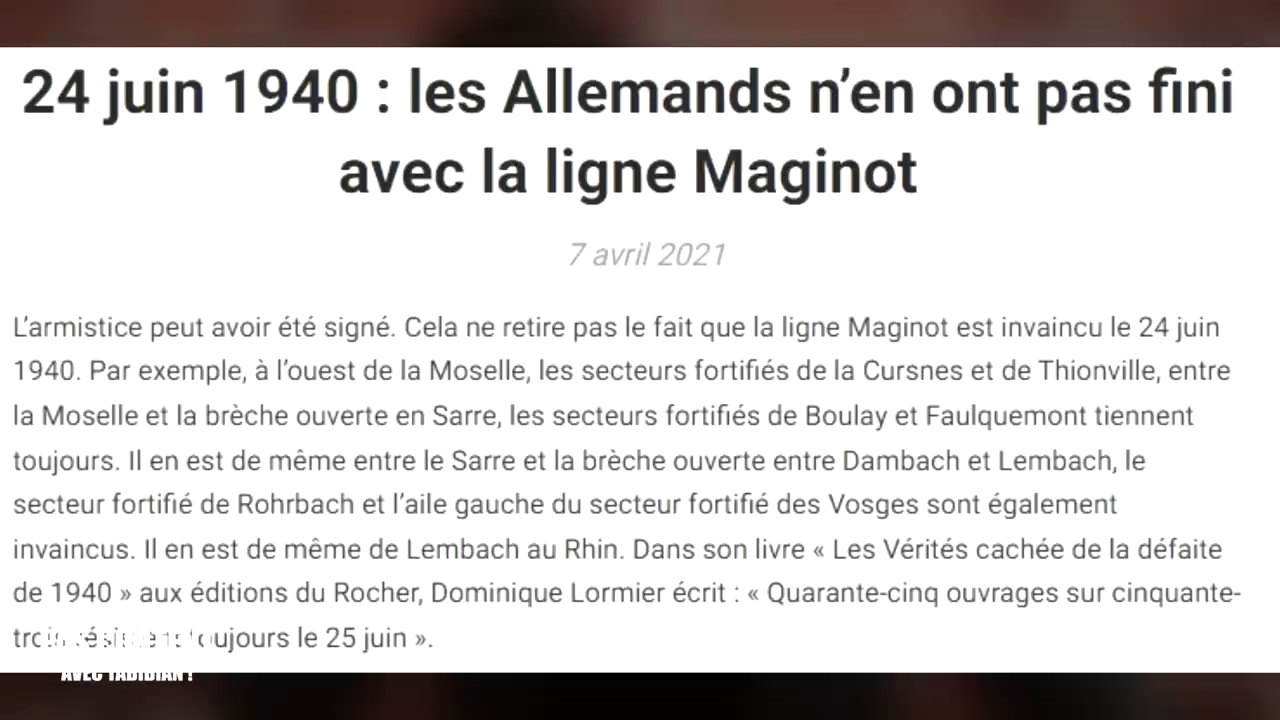 24 juin 1940 : les Allemands n’en ont pas fini
avec la ligne Maginot
7 avril 2021
L’armistice peut avoir été signé. Cela ne retire pas le fait que la ligne Maginot est invaincu le 24 juin
1940. Par exemple, à l’ouest de la Moselle, les secteurs fortifiés de la Cursnes et de Thionville, entre
la Moselle et la brèche ouverte en Sarre, les secteurs fortifiés de Boulay et Faulquemont tiennent
toujours. Il en est de même entre le Sarre et la brèche ouverte entre Dambach et Lembach, le
secteur fortifié de Rohrbach et l’aile gauche du secteur fortifié des Vosges sont également
invaincus. Il en est de même de Lembach au Rhin. Dans son livre « Les Vérités cachée de la défaite
de 1940 » aux éditions du Rocher, Dominique Lormier écrit : « Quarante-cinq ouvrages sur cinquante-
toujours le 25 juin ».
AVEC TABIBIAN !